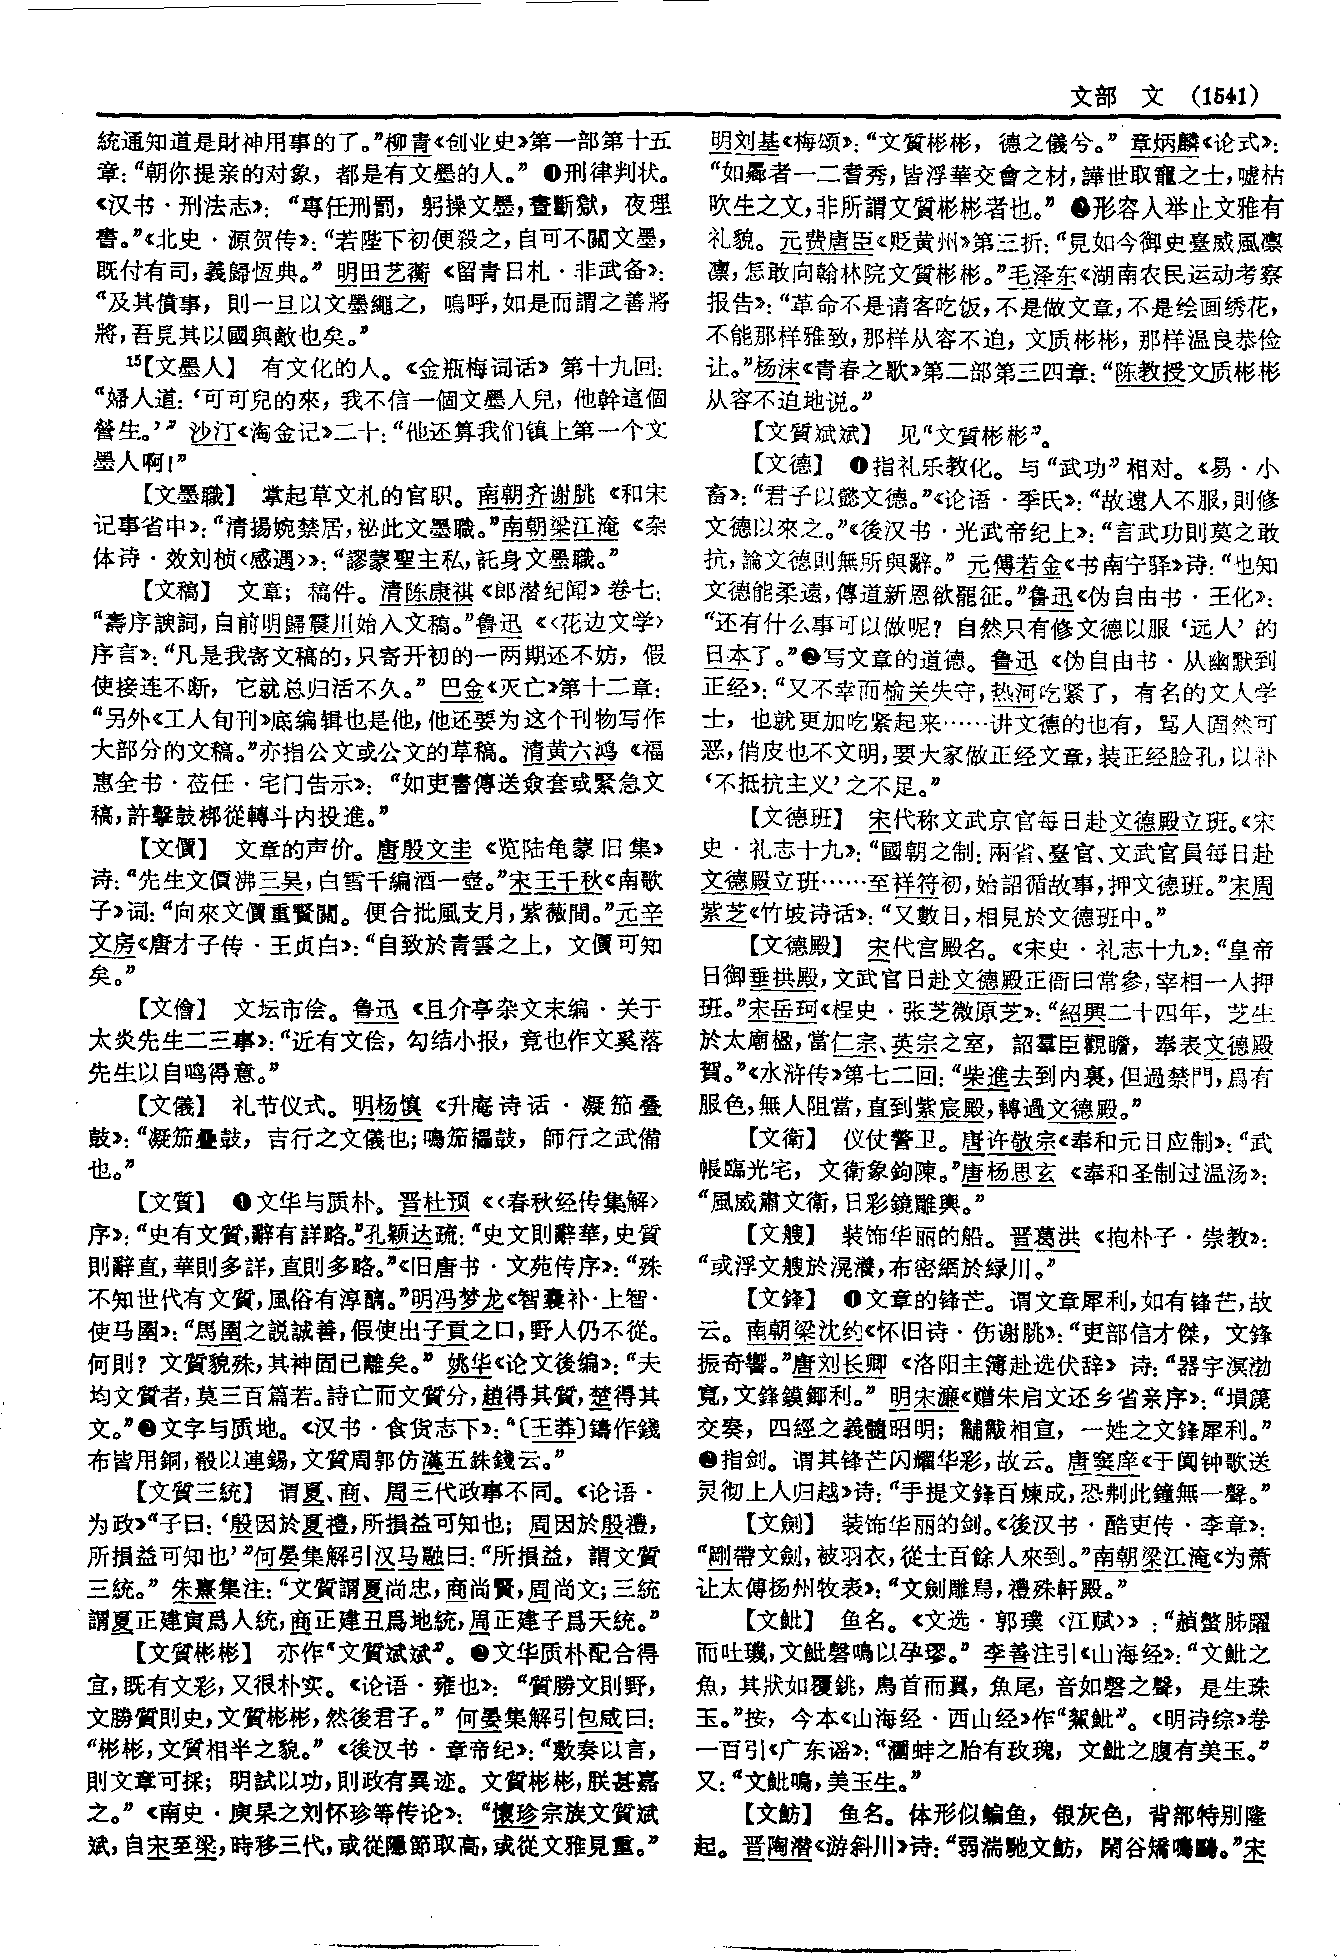 文部 文 (1541)
統通知道是財神用事的了。”柳青《创业史》第一部第十五
章：“朝你提亲的对象，都是有文墨的人。” ❶刑律判状。
《汉书·刑法志》：“專任刑罰，躬操文墨，晝斷獄，夜理
書。”《北史·源贺传》：“若陛下初便殺之，自可不關文墨，
既付有司，義歸恆典。”明田艺蘅《留青日札·非武备》：
“及其僨事，則一旦以文墨繩之，嗚呼，如是而謂之善將
將，吾見其以國與敵也矣。”
15【文墨人】 有文化的人。《金瓶梅词话》第十九回：
“婦人道：‘可可兒的來，我不信一個文墨人兒，他幹這個
營生。’”沙汀《淘金记》二十：“他还算我们镇上第一个文
墨人啊！”
【文墨職】 掌起草文札的官职。南朝齐谢朓《和宋
记事省中》：“清揚婉禁居，祕此文墨職。”南朝梁江淹《杂
体诗·效刘桢〈感遇〉》：“謬蒙聖主私，託身文墨職。”
【文稿】 文章；稿件。清陈康祺《郎潜纪闻》卷七：
“壽序諛詞，自前明歸震川始入文稿。”鲁迅《〈花边文学〉
序言》：“凡是我寄文稿的，只寄开初的一两期还不妨，假
使接连不断，它就总归活不久。”巴金《灭亡》第十二章：
“另外《工人旬刊》底编辑也是他，他还要为这个刊物写作
大部分的文稿。”亦指公文或公文的草稿。清黄六鸿《福
惠全书·莅任·宅门告示》：“如吏書傳送僉套或緊急文
稿，許擊鼓梆從轉斗内投進。”
【文價】 文章的声价。唐殷文圭《览陆龟蒙旧集》
诗：“先生文價沸三吴，白雪千編酒一壺。”宋王千秋《南歌
子》词：“向來文價重賢關。便合批風支月，紫薇間。”元辛
文房《唐才子传·王贞白》：“自致於青雲之上，文價可知
矣。”
【文儈】 文坛市侩。鲁迅《且介亭杂文末编·关于
太炎先生二三事》：“近有文侩，勾结小报，竟也作文奚落
先生以自鸣得意。”
【文儀】 礼节仪式。明杨慎《升庵诗话·凝笳叠
鼓》：“凝笳叠鼓，吉行之文儀也；鳴笳擂鼓，師行之武備
也。”
【文質】 ❶文华与质朴。晋杜预《〈春秋经传集解〉
序》：“史有文質，辭有詳略。”孔颖达疏：“史文則辭華，史質
則辭直，華則多詳，直則多略。”《旧唐书·文苑传序》：“殊
不知世代有文質，風俗有淳醨。”明冯梦龙《智囊补·上智·
使马圉》：“馬圉之説誠善，假使出子貢之口，野人仍不從。
何則？文質貌殊，其神固已離矣。”姚华《论文後编》：“夫
均文質者，莫三百篇若。詩亡而文質分，趙得其質，楚得其
文。”❷文字与质地。《汉书·食货志下》：“〔王莽〕鑄作錢
布皆用銅，殽以連錫，文質周郭仿漢五銖錢云。”
【文質三統】 谓夏、商、周三代政事不同。《论语·
为政》“子曰：‘殷因於夏禮，所損益可知也；周因於殷禮，
所損益可知也’”何晏集解引汉马融曰：“所損益，謂文質
三統。”朱熹集注：“文質謂夏尚忠，商尚質，周尚文；三統
謂夏正建寅爲人統，商正建丑爲地統，周正建子爲天統。”
【文質彬彬】 亦作“文質斌斌”。❶文华质朴配合得
宜，既有文彩，又很朴实。《论语·雍也》：“質勝文則野，
文勝質則史，文質彬彬，然後君子。”何晏集解引包咸曰：
“彬彬，文質相半之貌。”《後汉书·章帝纪》：“敷奏以言，
則文章可採；明試以功，則政有異迹。文質彬彬，朕甚嘉
之。”《南史·庾杲之刘怀珍等传论》：“懷珍宗族文質斌
斌，自宋至梁，時移三代，或從隱節取高，或從文雅見重。”
明刘基《梅颂》：“文質彬彬，德之儀兮。”章炳麟《论式》：
“如嚴者一二耆秀，皆浮華交會之材，譁世取寵之士，嘘枯
吹生之文，非所謂文質彬彬者也。”❷形容人举止文雅有
礼貌。元费唐臣《贬黄州》第三折：“見如今御史臺威風凛
凛，怎敢向翰林院文質彬彬。”毛泽东《湖南农民运动考察
报告》：“革命不是请客吃饭，不是做文章，不是绘画绣花，
不能那样雅致，那样从容不迫，文质彬彬，那样温良恭俭
让。”杨沫《青春之歌》第二部第三四章：“陈教授文质彬彬
从容不迫地说。”
【文質斌斌】 见“文質彬彬”。
【文德】 ❶指礼乐教化。与“武功”相对。《易·小
畜》：“君子以懿文德。”《论语·季氏》：“故遠人不服，則修
文德以來之。”《後汉书·光武帝纪上》：“言武功則莫之敢
抗，論文德則無所與辭。”元傅若金《书南宁驿》诗：“也知
文德能柔遠，傳道新恩欲罷征。”鲁迅《伪自由书·王化》：
“还有什么事可以做呢？自然只有修文德以服‘远人’的
日本了。”❷写文章的道德。鲁迅《伪自由书·从幽默到
正经》：“又不幸而榆关失守，热河吃紧了，有名的文人学
士，也就更加吃紧起来……讲文德的也有，骂人固然可
恶，俏皮也不文明，要大家做正经文章，装正经脸孔，以补
‘不抵抗主义’之不足。”
【文德班】 宋代称文武京官每日赴文德殿立班。《宋
史·礼志十九》：“國朝之制：兩省、臺官、文武官員每日赴
文德殿立班……至祥符初，始詔循故事，押文德班。”宋周
紫芝《竹坡诗话》：“又數日，相見於文德班中。”
【文德殿】 宋代宫殿名。《宋史·礼志十九》：“皇帝
日御垂拱殿，文武官日赴文德殿正衙曰常參，宰相一人押
班。”宋岳珂《桯史·张芝微原芝》：“紹興二十四年，芝生
於太廟楹，當仁宗、英宗之室，詔羣臣觀瞻，奉表文德殿
賀。”《水浒传》第七二回：“柴進去到内裏，但過禁門，爲有
服色，無人阻當，直到紫宸殿，轉過文德殿。”
【文衛】 仪仗警卫。唐许敬宗《奉和元日应制》：“武
帳臨光宅，文衛象鉤陳。”唐杨思玄《奉和圣制过温汤》：
“風威肅文衛，日彩鏡雕輿。”
【文艘】 装饰华丽的船。晋葛洪《抱朴子·崇教》：
“或浮文艘於滉瀁，布密網於緑川。”
【文鋒】 ❶文章的锋芒。谓文章犀利，如有锋芒，故
云。南朝梁沈约《怀旧诗·伤谢朓》：“吏部信才傑，文鋒
振奇響。”唐刘长卿《洛阳主簿赴选伏辞》诗：“器宇溟渤
寬，文鋒鏌鋣利。”明宋濂《赠朱启文还乡省亲序》：“塤篪
交奏，四經之義髓昭明；黼黻相宣，一姓之文鋒犀利。”
❷指剑。谓其锋芒闪耀华彩，故云。唐窦庠《于阗钟歌送
灵彻上人归越》诗：“手提文鋒百煉成，恐剸此鐘無一聲。”
【文劍】 装饰华丽的剑。《後汉书·酷吏传·李章》：
“剛帶文劍，被羽衣，從士百餘人來到。”南朝梁江淹《为萧
让太傅扬州牧表》：“文劍雕舄，禮殊軒殿。”
【文鮅】 鱼名。《文选·郭璞〈江赋〉》：“赬蟞胏躍
而吐璣，文鮅磬鳴以孕璆。”李善注引《山海经》：“文鮅之
魚，其狀如覆銚，鳥首而翼，魚尾，音如磬之聲，是生珠
玉。”按，今本《山海经·西山经》作“䰷鮅”。《明诗综》卷
一百引《广东谣》：“蠃蚌之胎有玫瑰，文鮅之腹有美玉。”
又：“文鮅鳴，美玉生。”
【文魴】 鱼名。体形似鳊鱼，银灰色，背部特别隆
起。晋陶潜《游斜川》诗：“弱湍馳文魴，閑谷矯鳴鷗。”宋